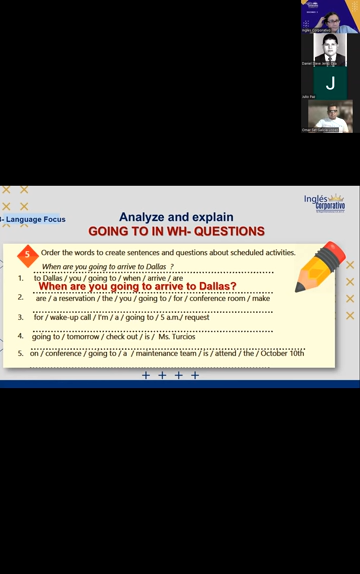 Inglés
Corporativo
3- Language Focus
Analyze and explain
GOING TO IN WH- QUESTIONS
5 Order the words to create sentences and questions about scheduled activities.
When are you going to arrive to Dallas ?
1. to Dallas / you / going to / when / arrive / are
When are you going to arrive to Dallas?
2. are / a reservation / the / you / going to / for / conference room / make
3. for / wake-up call / I'm / a / going to / 5 a.m./ request
4. going to / tomorrow / check out / is / Ms. Turcios
5. on / conference / going to / a / maintenance team / is / attend / the / October 10th
J